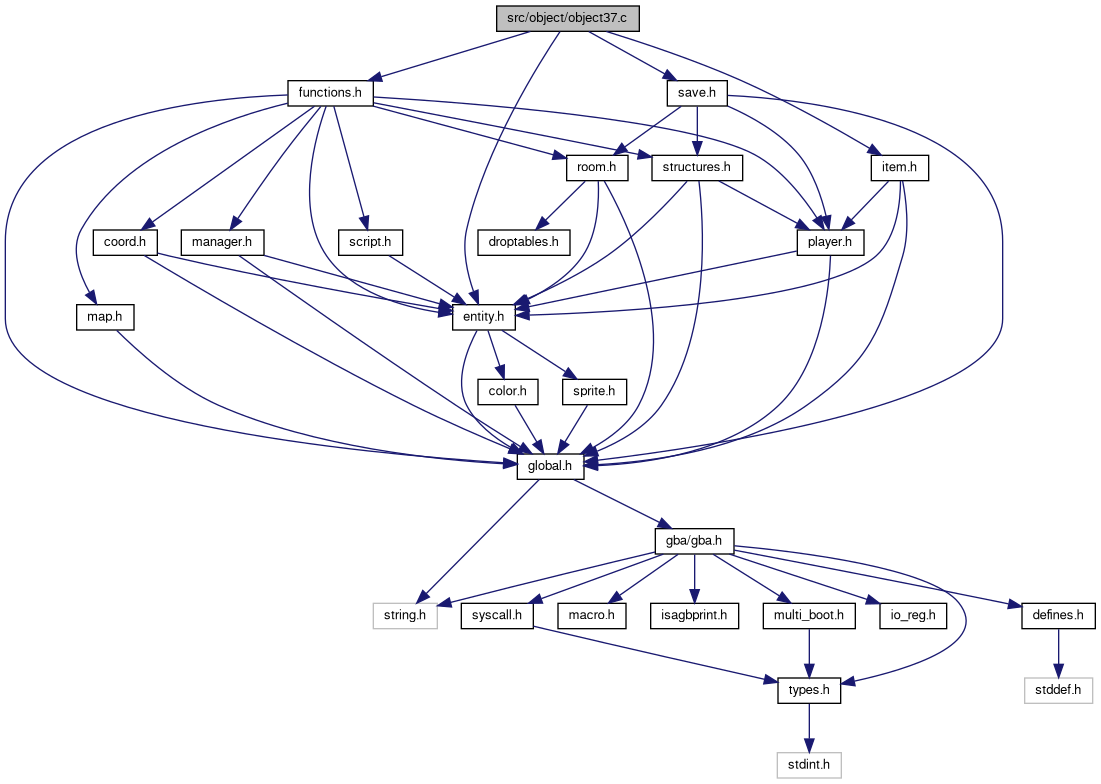 src/object/object37.c
functions.h
save.h
room.h
structures.h
item.h
coord.h
manager.h
script.h
droptables.h
player.h
map.h
entity.h
color.h
sprite.h
global.h
gba/gba.h
string.h
syscall.h
macro.h
isagbprint.h
multi_boot.h
io_reg.h
defines.h
types.h
stddef.h
stdint.h